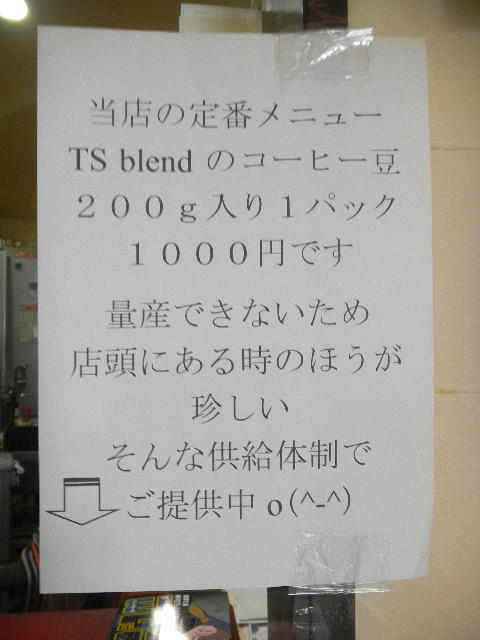 当店の定番メニュー
TS blend のコーヒー豆
２００ｇ入り１パック
１０００円です
量産できないため
店頭にある時のほうが
珍しい
そんな供給体制で
ご提供中 o(^-^)